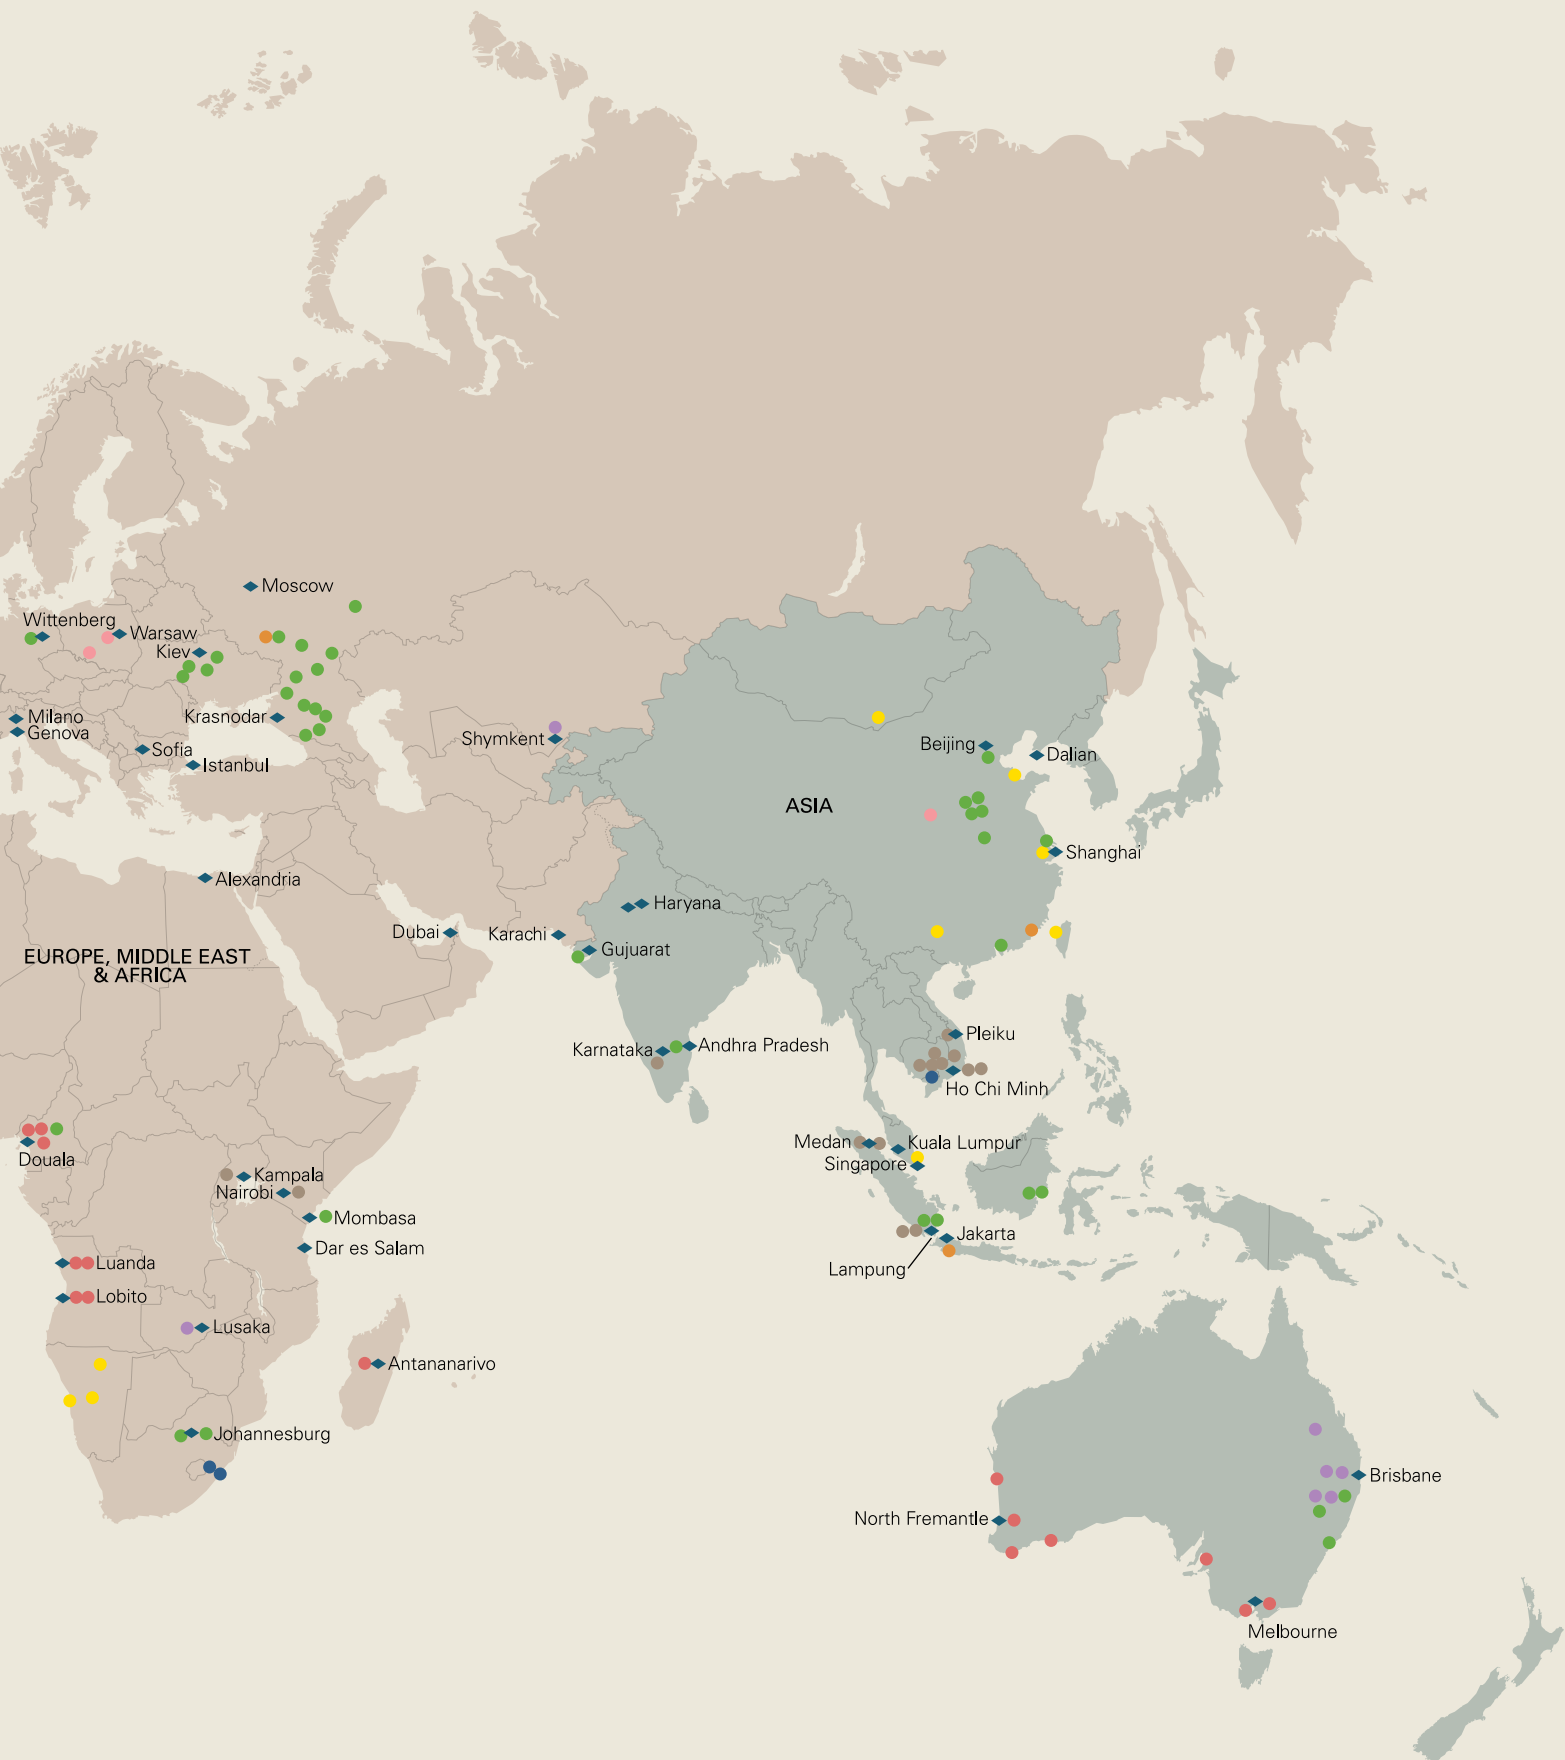 Moscow
Wittenberg
Warsaw
Kiev
Milano
Genova
Krasnodar
Sofia
Istanbul
Shymkent
Beijing
Dalian
ASIA
Shanghai
Alexandria
Haryana
Dubai
Karachi
Gujuarat
EUROPE, MIDDLE EAST
& AFRICA
Pleiku
Karnataka
Andhra Pradesh
Ho Chi Minh
Medan
Kuala Lumpur
Singapore
Douala
Kampala
Nairobi
Mombasa
Dar es Salam
Jakarta
Lampung
Luanda
Lobito
Lusaka
Antananarivo
Johannesburg
Brisbane
North Fremantle
Melbourne